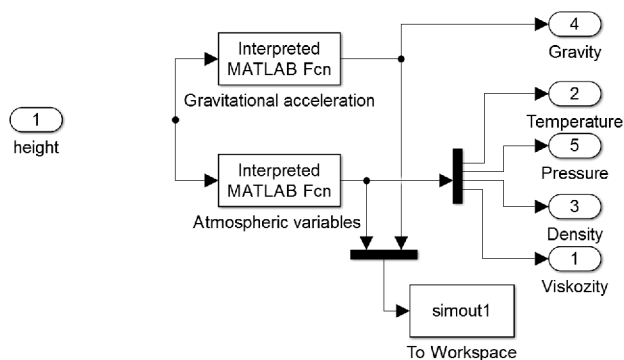 4
Gravity
Interpreted
MATLAB Fcn
Gravitational acceleration
2
Temperature
1
height
5
Pressure
Interpreted
MATLAB Fcn
Atmospheric variables
3
Density
1
Viskozity
simout1
To Workspace